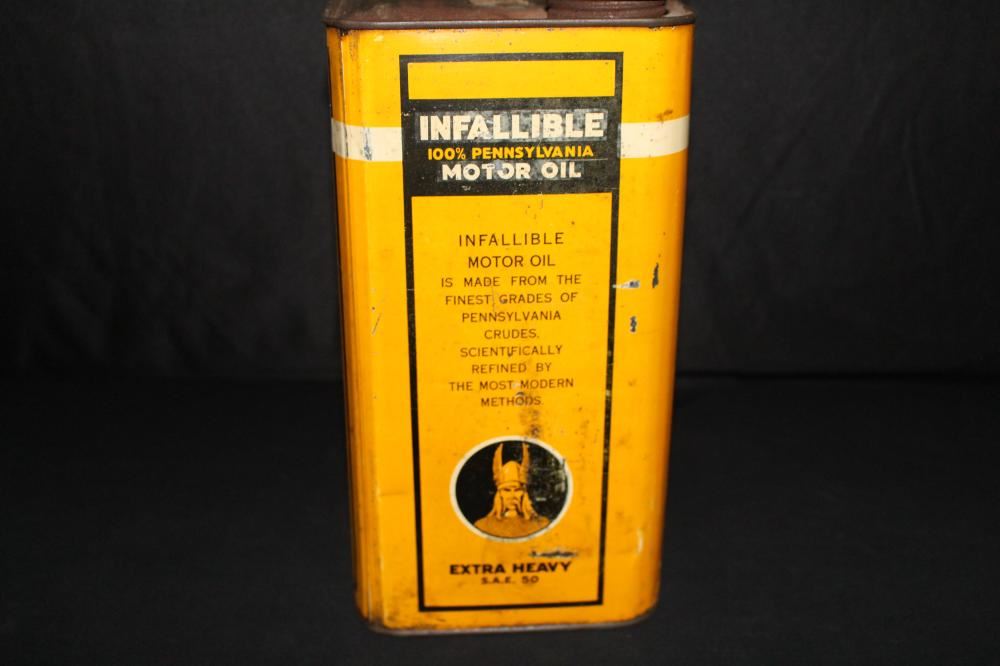 INFALLIBLE
100% PENNSYLVANIA
MOTOR OIL
INFALLIBLE
MOTOR OIL
IS MADE FROM THE
FINEST GRADES OF
PENNSYLVANIA
CRUDES.
SCIENTIFICALLY
REFINED BY
THE MOST MODERN
METHODS.
EXTRA HEAVY
S.A.E. 50